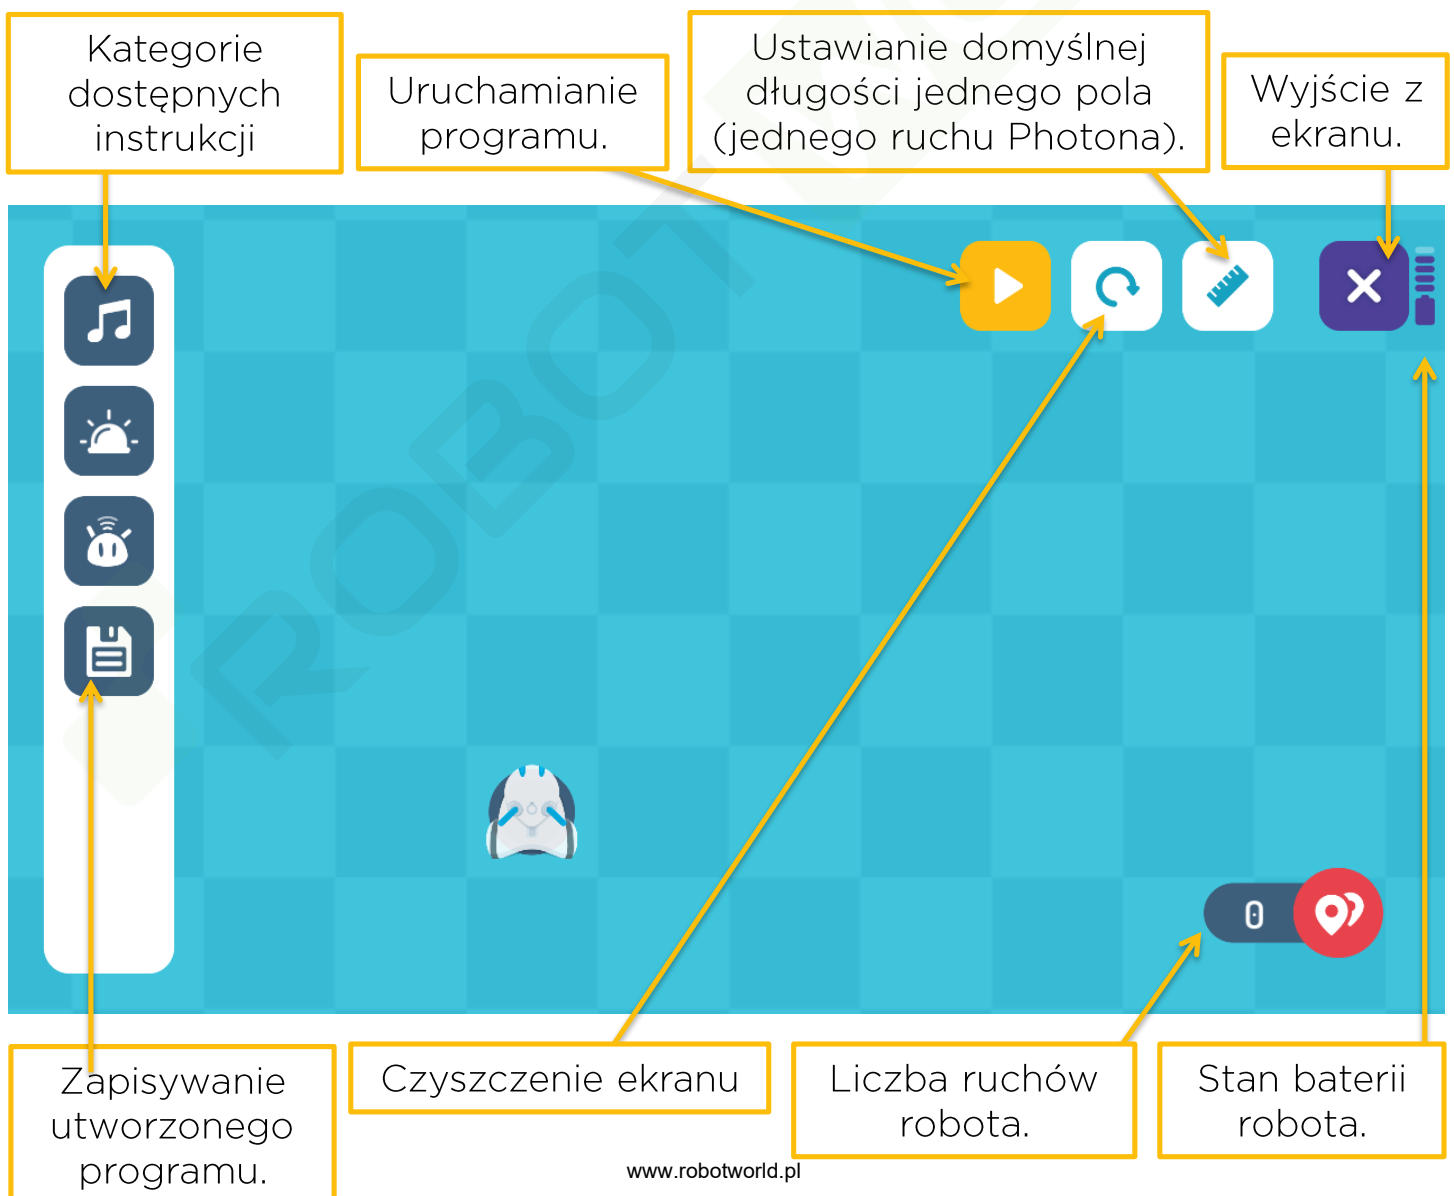 Kategorie
dostępnych
instrukcji
Uruchamianie
programu.
Ustawianie domyślnej
długości jednego pola
(jednego ruchu Photona).
Wyjście z
ekranu.
ROBOT
0
Zapisywanie
utworzonego
programu.
Czyszczenie ekranu
Liczba ruchów
robota.
Stan baterii
robota.
www.robotworld.pl